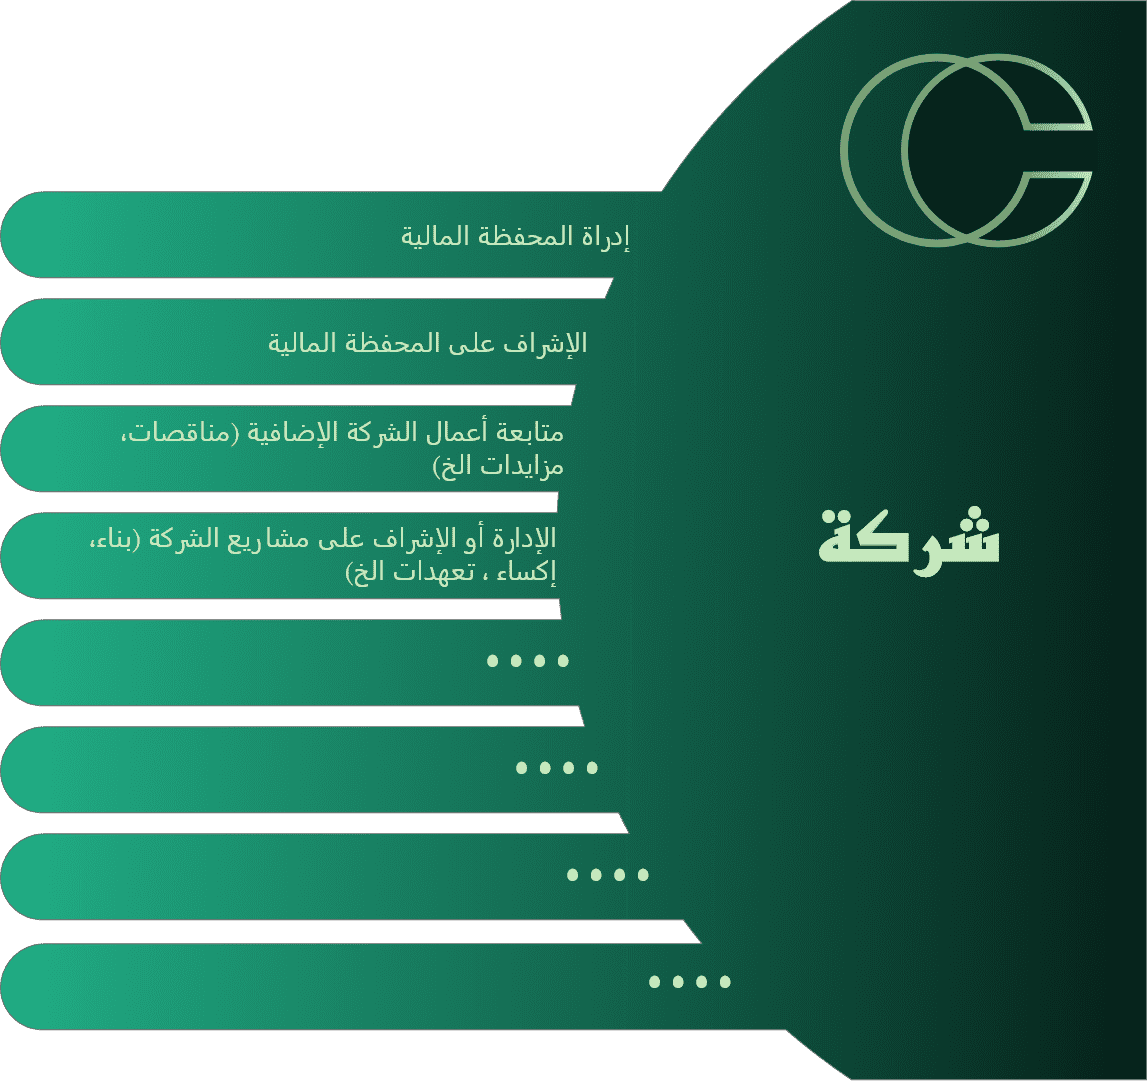 إدراة المحفظة المالية
الإشراف على المحفظة المالية
متابعة أعمال الشركة الإضافية (مناقصات،
مزايدات الخ)
الإدارة أو الإشراف على مشاريع الشركة (بناء،
إكساء ، تعهدات الخ)
شركة
....
....
....
....